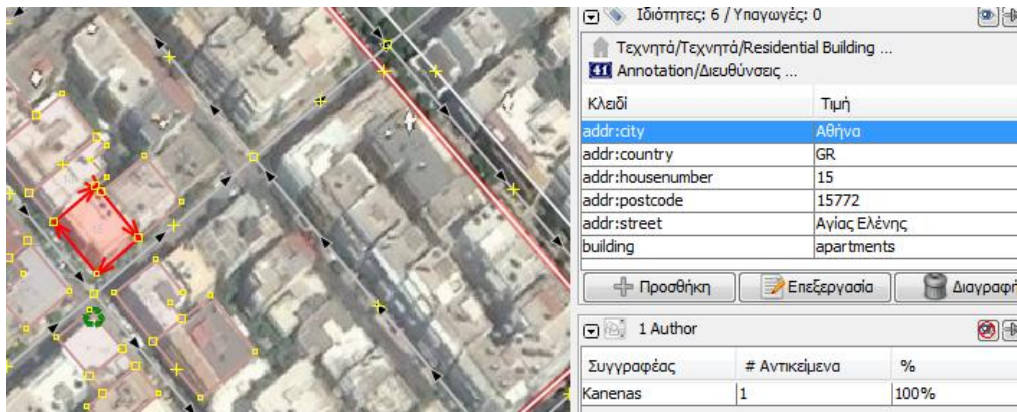 Ιδιότητες: 6 / Υπαγωγές: 0
Τεχνητά/Τεχνητά/Residential Building ...
41 Annotation/Διευθύνσεις ...
Κλειδί Τιμή
addr:city Αθήνα
addr:country GR
addr:housenumber 15
addr:postcode 15772
addr:street Αγίας Ελένης
building apartments
Προσθήκη Επεξεργασία Διαγραφή
1 Author
Συγγραφέας # Αντικείμενα %
Kanenas 1 100%